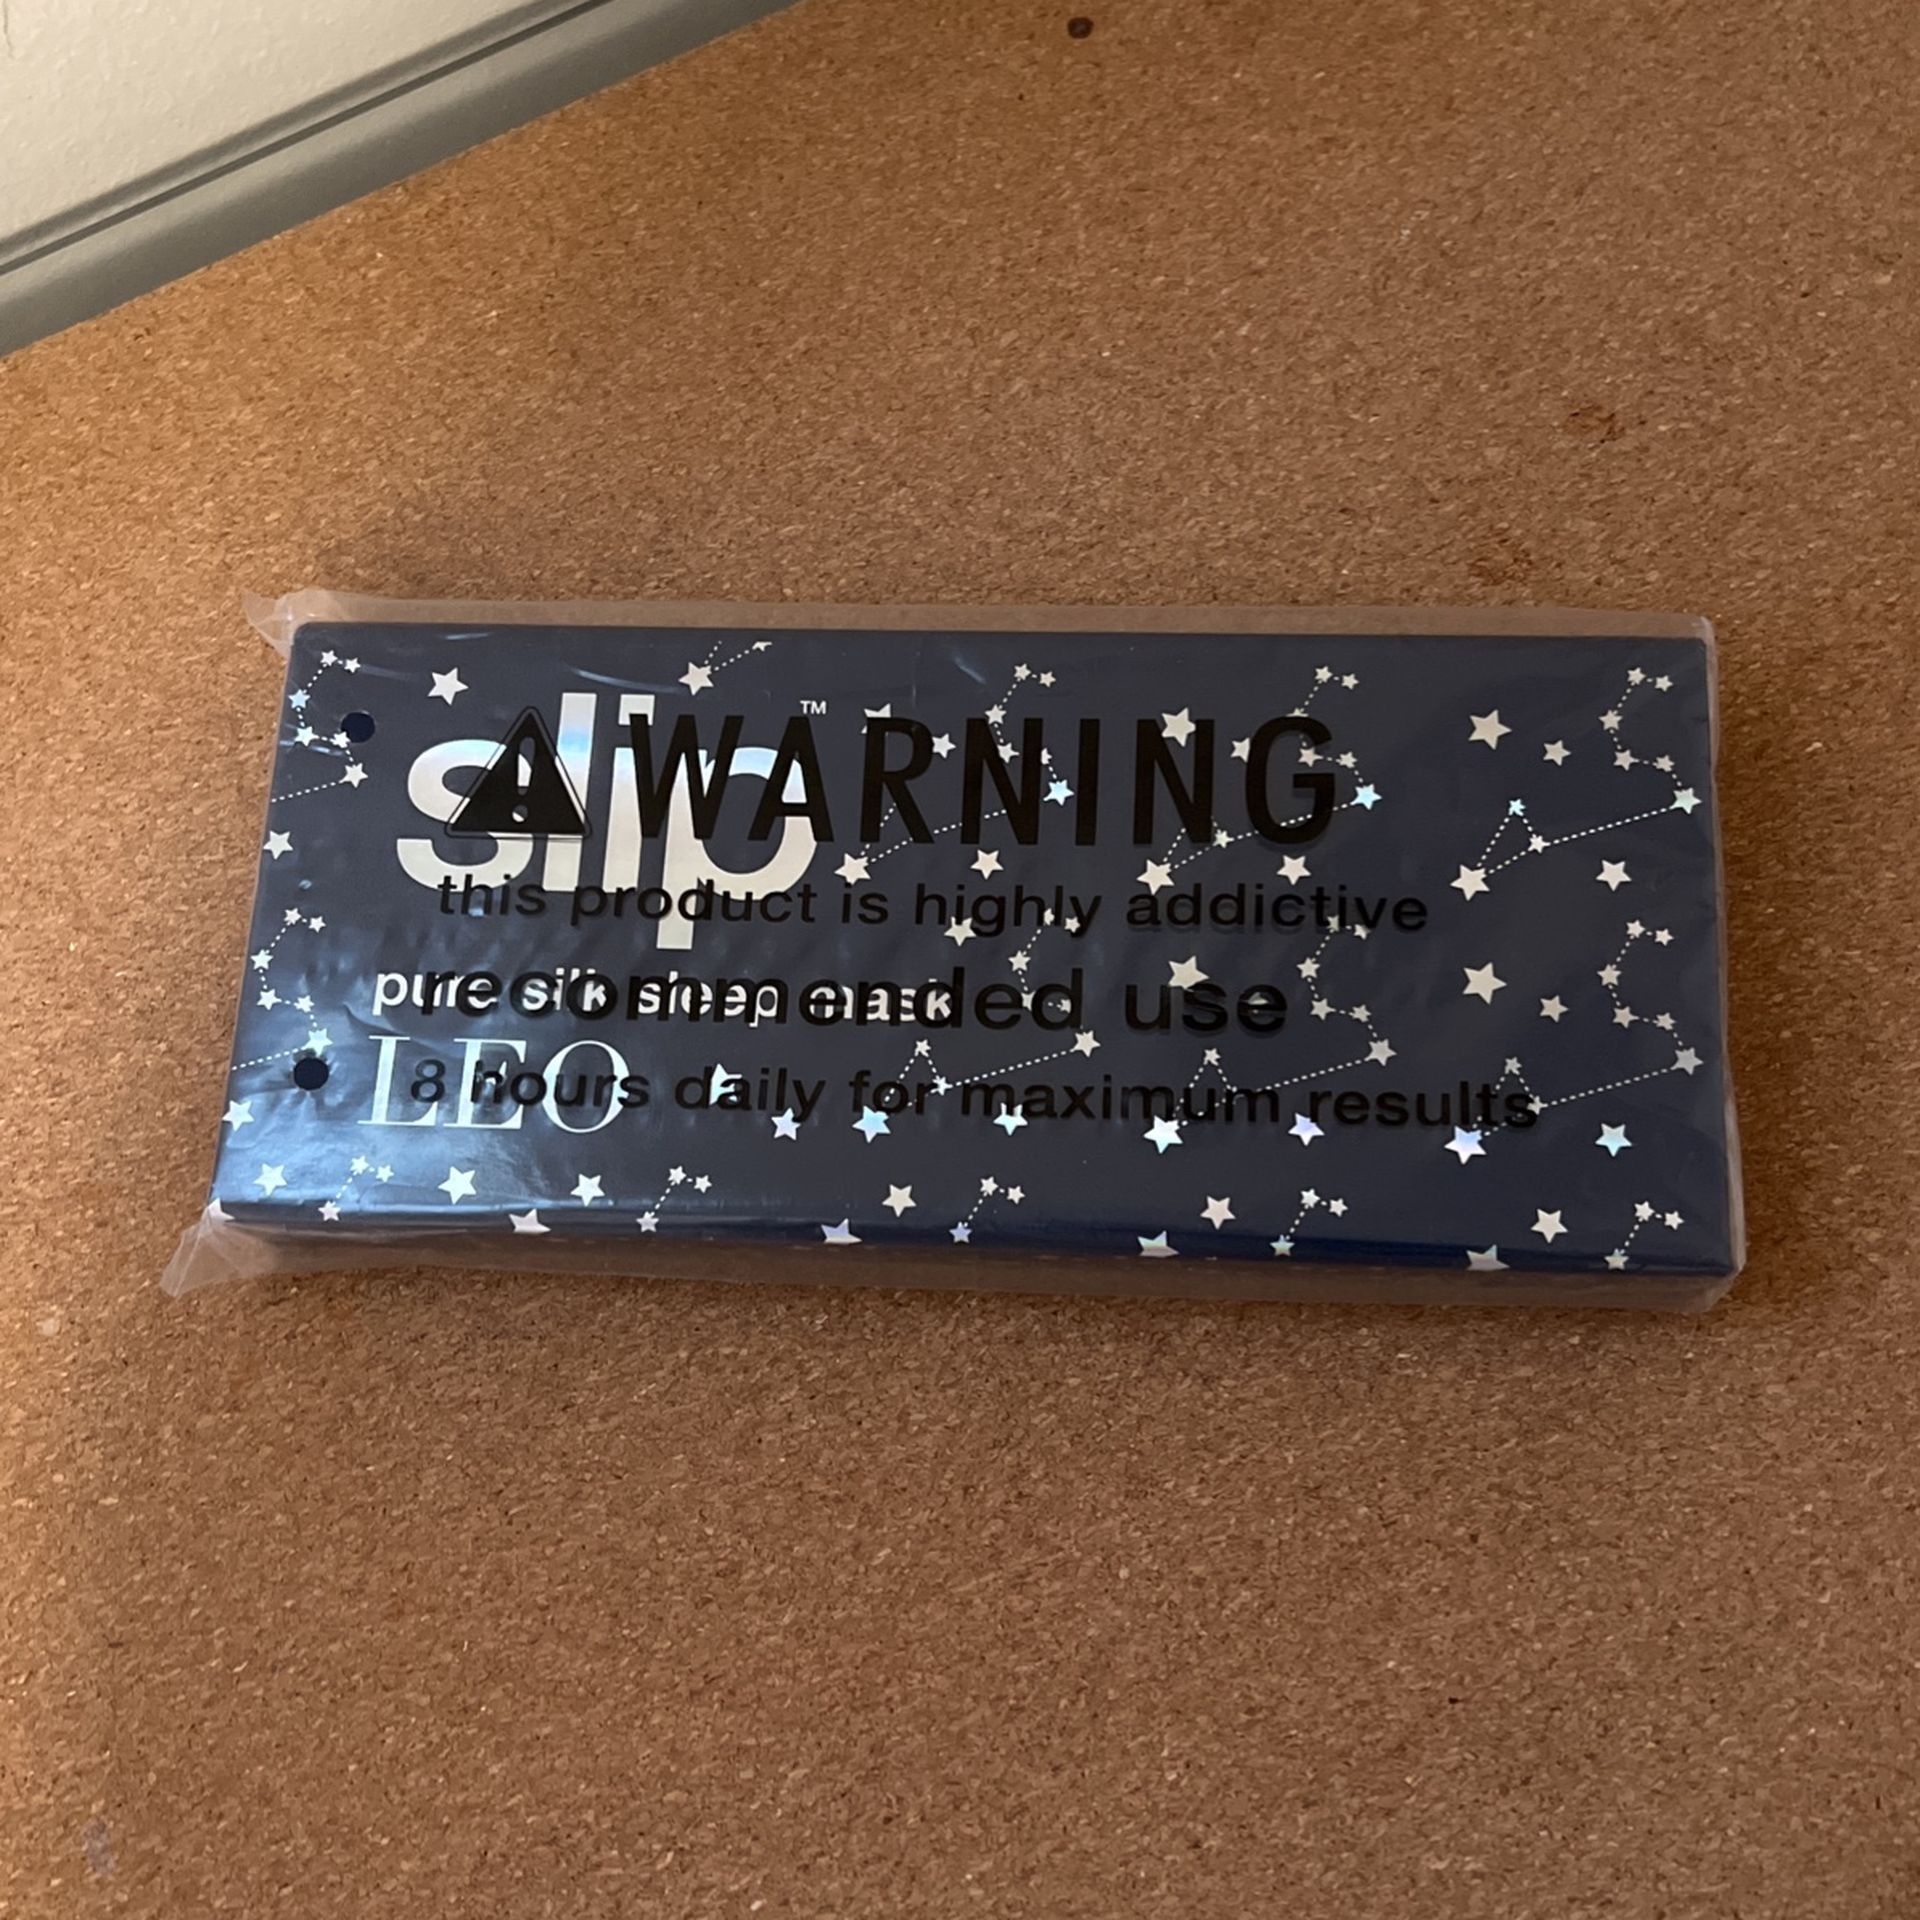 slip™
⚠WARNING
this product is highly addictive
pure silk sleep mask
recommended use
LEO
8 hours daily for maximum results